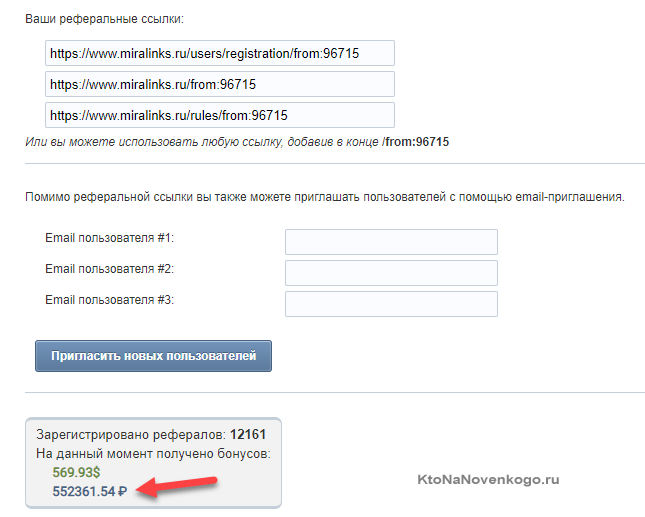 Ваши реферальные ссылки:
https://www.miralinks.ru/users/registration/from:96715
https://www.miralinks.ru/from:96715
https://www.miralinks.ru/rules/from:96715
Или вы можете использовать любую ссылку, добавив в конце /from:96715
Помимо реферальной ссылки вы также можете приглашать пользователей с помощью email-приглашения.
Email пользователя #1:
Email пользователя #2:
Email пользователя #3:
Пригласить новых пользователей
Зарегистрировано рефералов: 12161
На данный момент получено бонусов:
569.93$
552361.54 ₽
KtoNaNovenkogo.ru